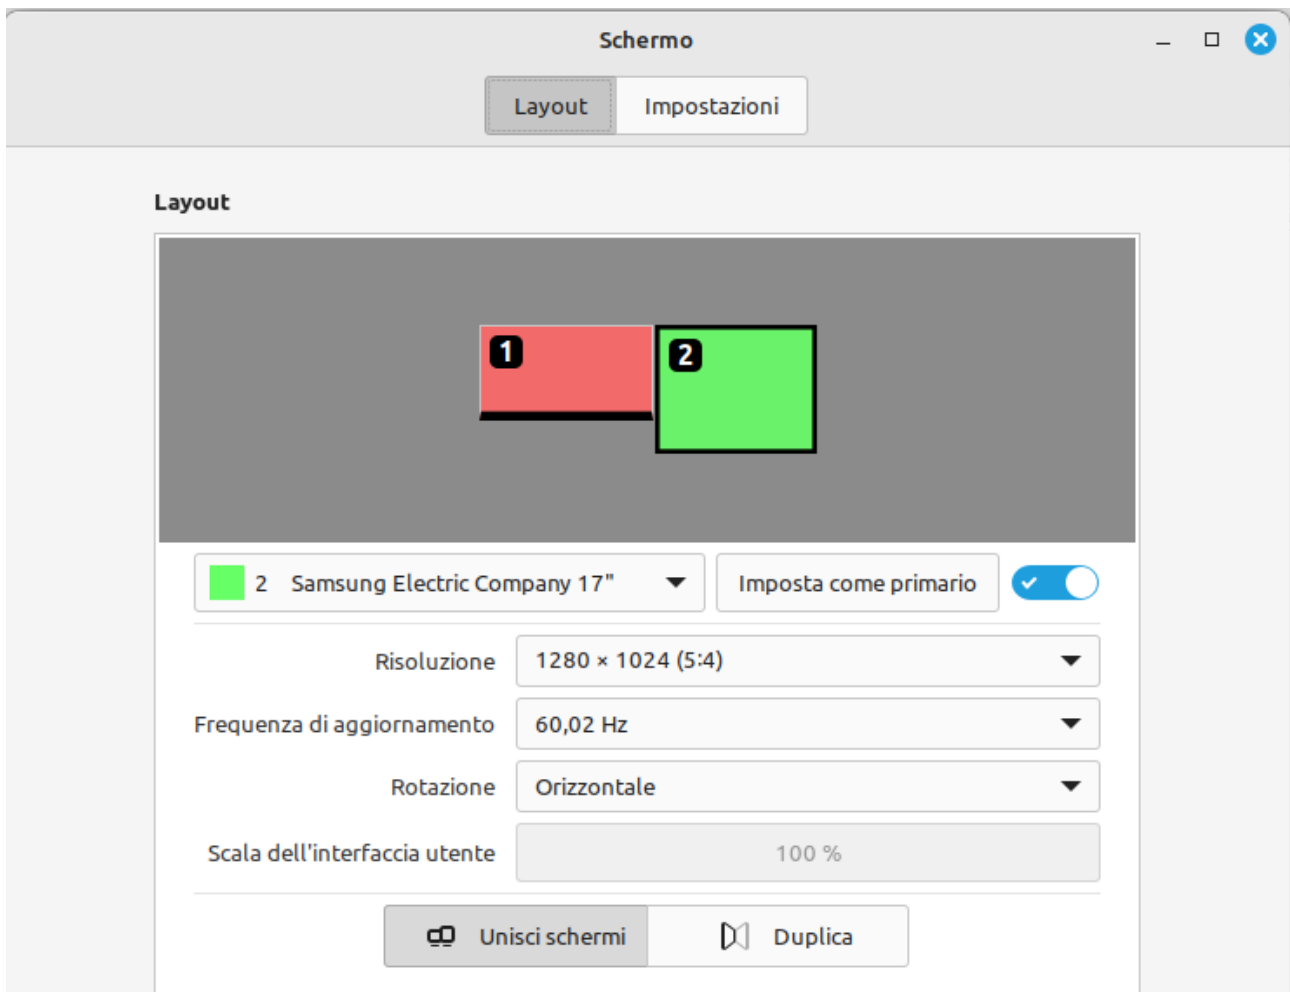 Schermo
Layout Impostazioni
Layout
1 2
2 Samsung Electric Company 17" Imposta come primario
Risoluzione 1280 × 1024 (5:4)
Frequenza di aggiornamento 60,02 Hz
Rotazione Orizzontale
Scala dell'interfaccia utente 100 %
Unisci schermi Duplica